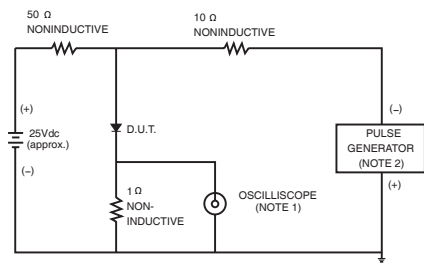 50 Ω
NONINDUCTIVE
10 Ω
NONINDUCTIVE
(+)
25Vdc
(approx.)
(−)
D.U.T.
1 Ω
NON-
INDUCTIVE
OSCILLISCOPE
(NOTE 1)
(−)
PULSE
GENERATOR
(NOTE 2)
(+)